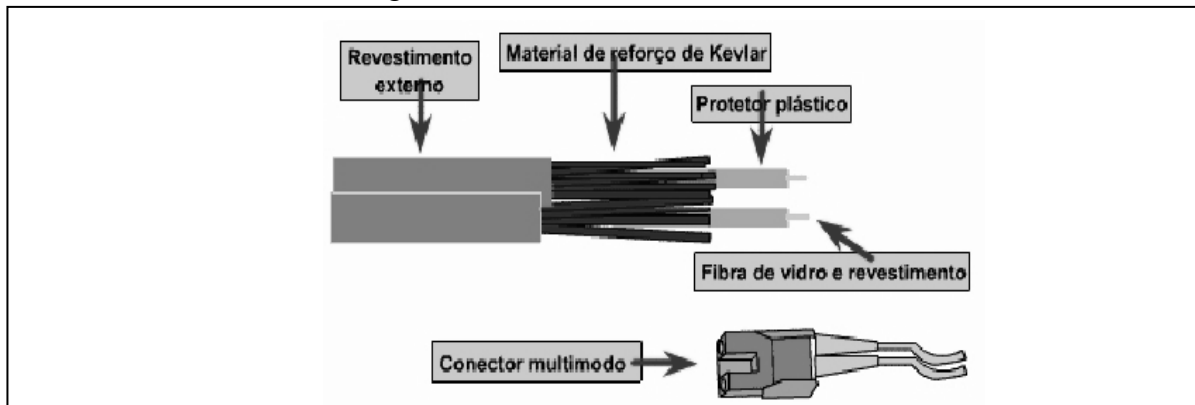 Revestimento
externo
Material de reforço de Kevlar
Protetor plástico
Fibra de vidro e revestimento
Conector multimodo